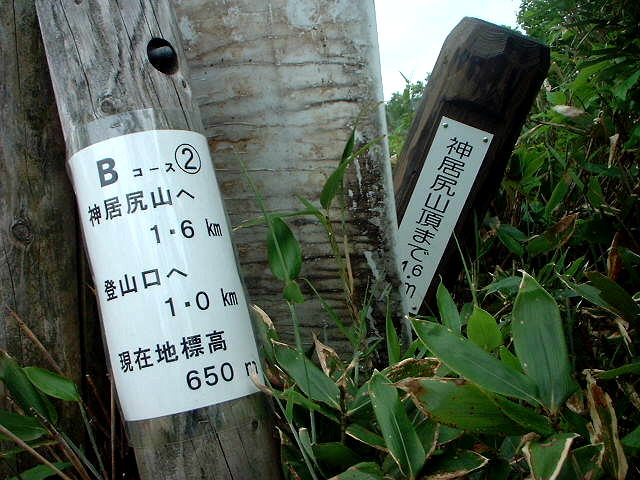 B コース②
神居尻山へ
1.6 km
登山口へ
1.0 km
現在地標高
650 m
神居尻山頂まで
1.6
m